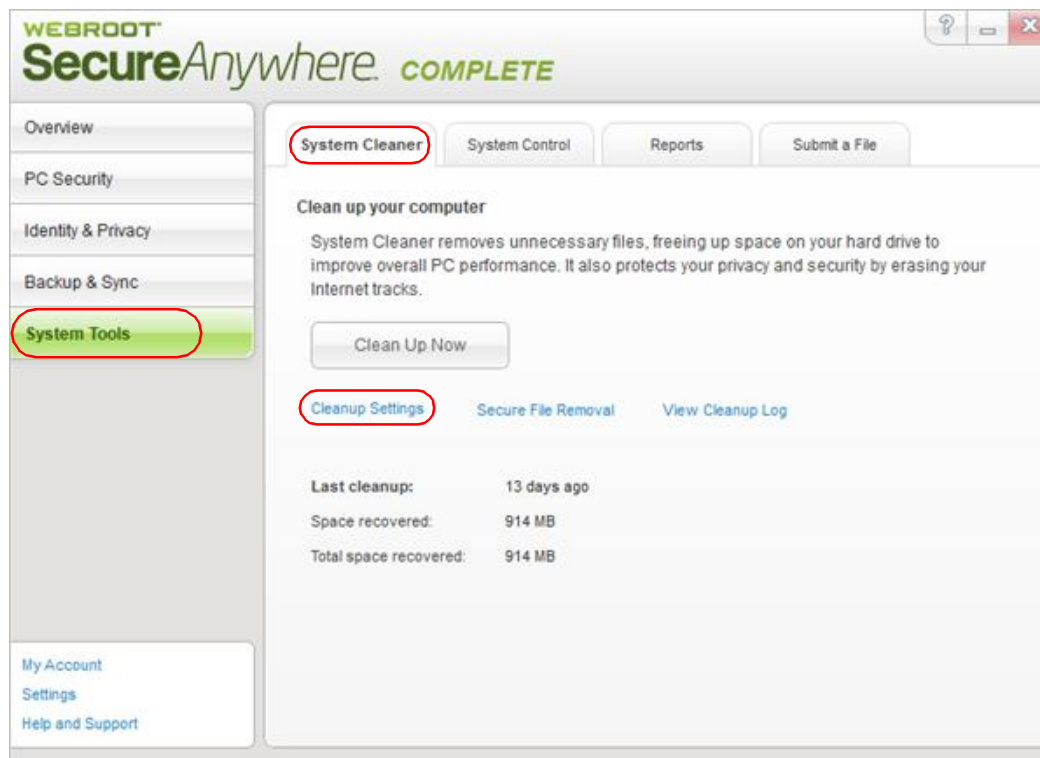 WEBROOT
SecureAnywhere. COMPLETE
?
Overview
PC Security
Identity & Privacy
Backup & Sync
System Tools
System Cleaner
System Control
Reports
Submit a File
Clean up your computer
System Cleaner removes unnecessary files, freeing up space on your hard drive to
improve overall PC performance. It also protects your privacy and security by erasing your
Internet tracks.
Clean Up Now
Cleanup Settings
Secure File Removal
View Cleanup Log
Last cleanup: 13 days ago
Space recovered: 914 MB
Total space recovered: 914 MB
My Account
Settings
Help and Support